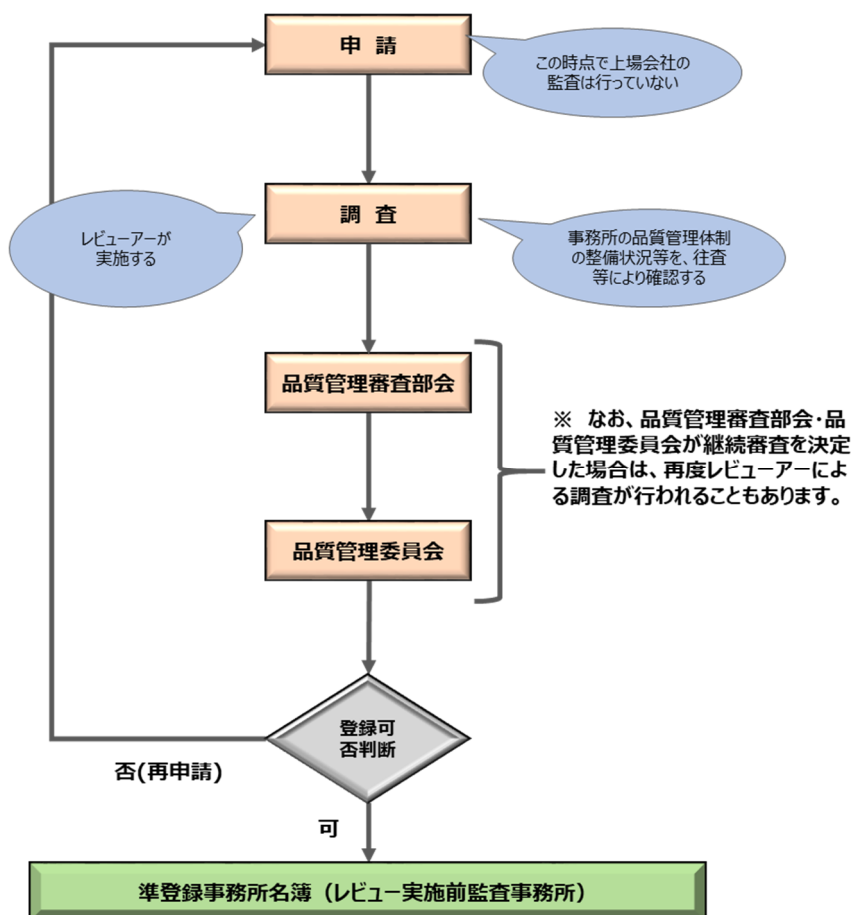 申 請
この時点で上場会社の
監査は行っていない
調 査
レビューアーが
実施する
事務所の品質管理体制
の整備状況等を、往査
等により確認する
品質管理審査部会
※ なお、品質管理審査部会・品
質管理委員会が継続審査を決定
した場合は、再度レビューアーによ
る調査が行われることもあります。
品質管理委員会
登録可
否判断
否(再申請)
可
準登録事務所名簿（レビュー実施前監査事務所）